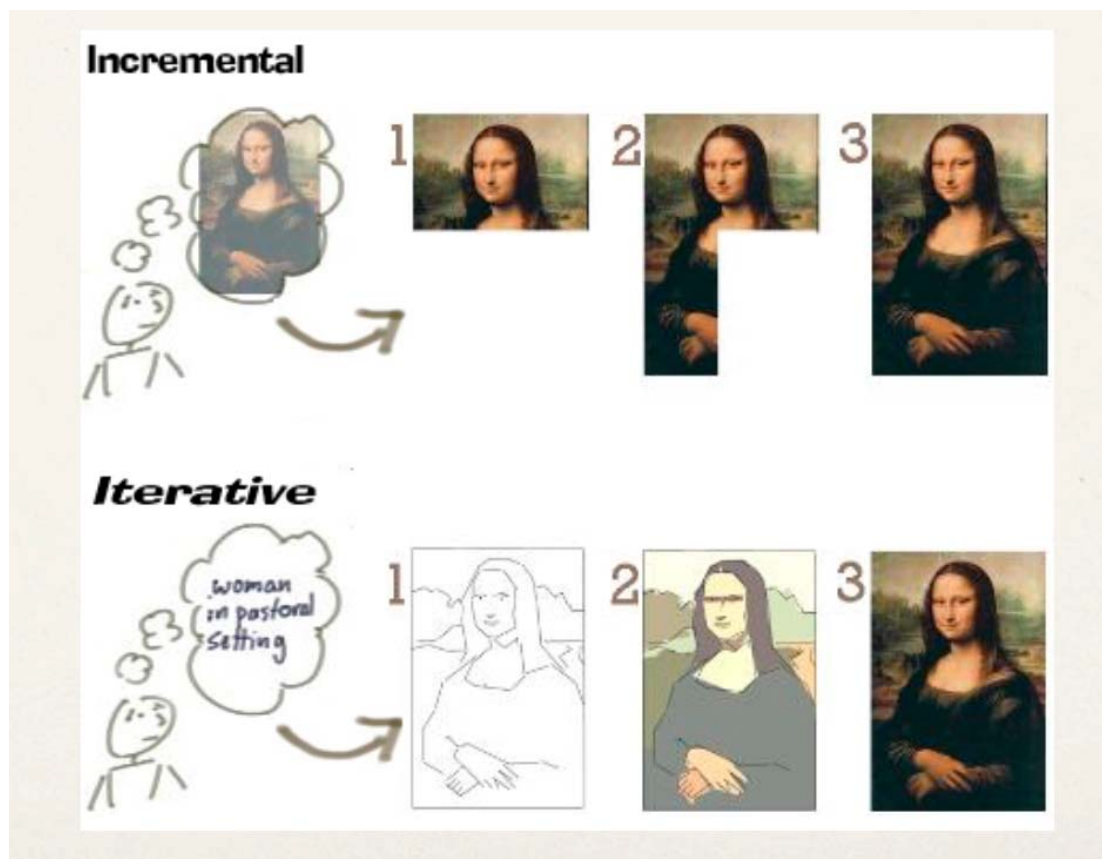 Incremental
1 2 3
Iterative
woman
in pastoral
setting
1 2 3